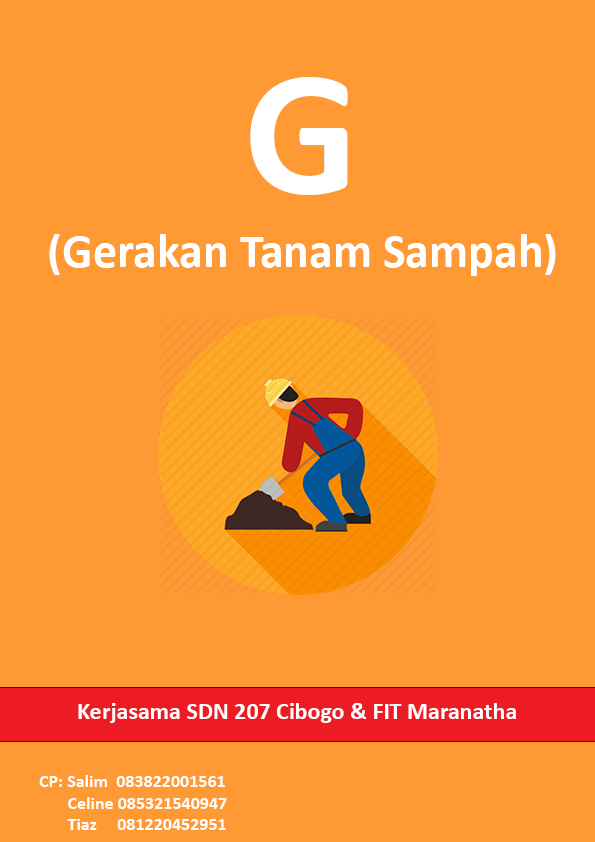 G
(Gerakan Tanam Sampah)
Kerjasama SDN 207 Cibogo & FIT Maranatha
CP: Salim 083822001561
Celine 085321540947
Tiaz 081220452951